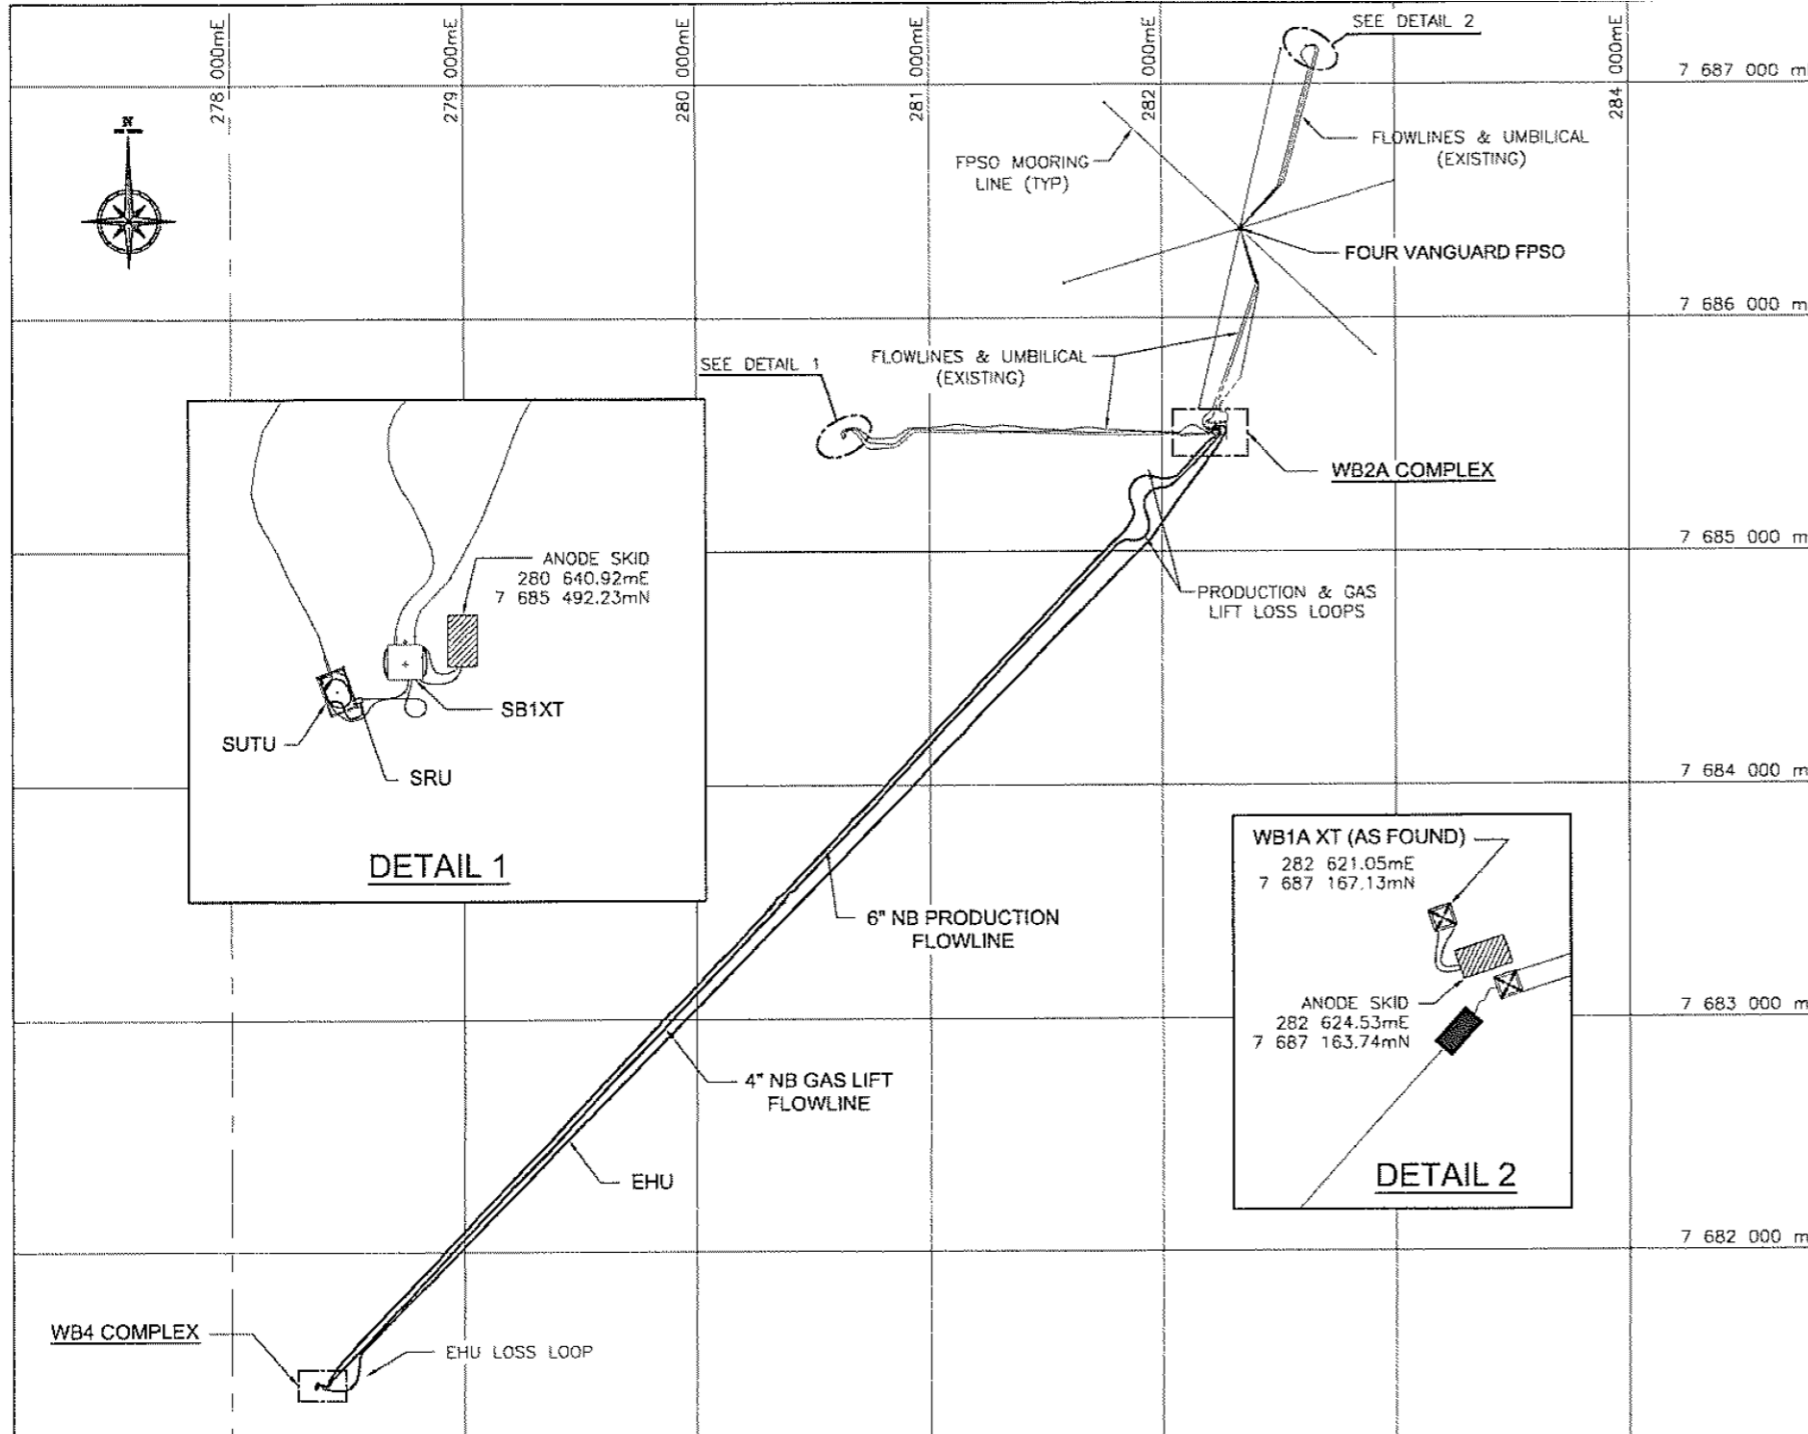 278 000mE
279 000mE
280 000mE
281 000mE
282 000mE
284 000mE
SEE DETAIL 2
7 687 000 m
N
FLOWLINES & UMBILICAL
(EXISTING)
FPSO MOORING
LINE (TYP)
FOUR VANGUARD FPSO
7 686 000 m
SEE DETAIL 1
FLOWLINES & UMBILICAL
(EXISTING)
WB2A COMPLEX
7 685 000 m
ANODE SKID
280 640.92mE
7 685 492.23mN
PRODUCTION & GAS
LIFT LOSS LOOPS
SB1XT
SUTU
SRU
7 684 000 m
DETAIL 1
WB1A XT (AS FOUND)
282 621.05mE
7 687 167.13mN
6" NB PRODUCTION
FLOWLINE
ANODE SKID
282 624.53mE
7 687 163.74mN
7 683 000 m
4" NB GAS LIFT
FLOWLINE
EHU
DETAIL 2
7 682 000 m
WB4 COMPLEX
EHU LOSS LOOP